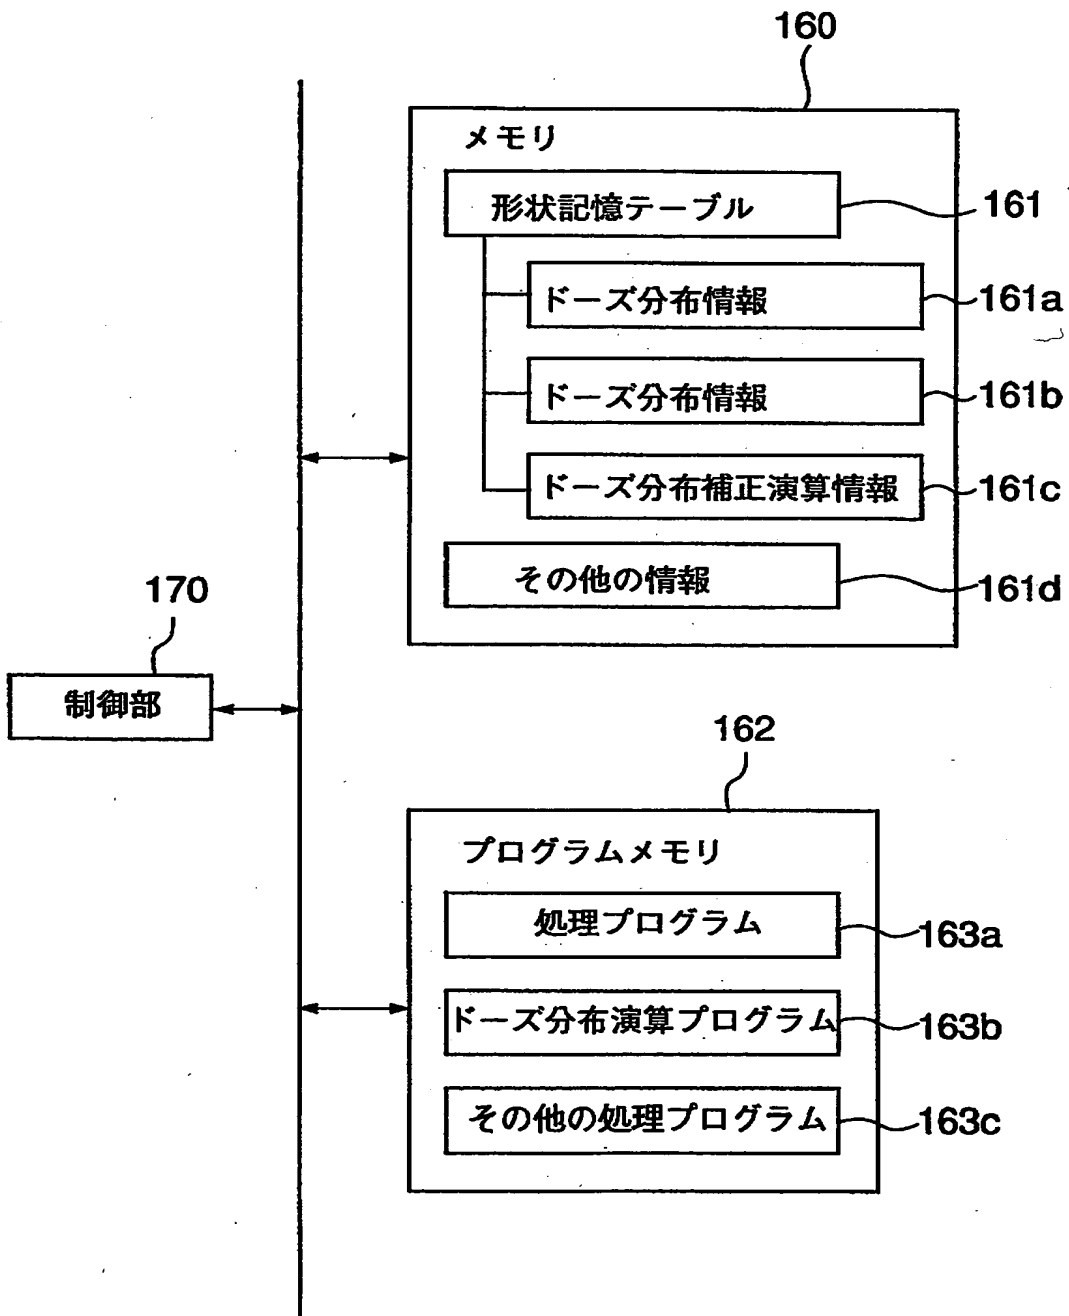 160
メモリ
形状記憶テーブル
161
ドーズ分布情報
161a
ドーズ分布情報
161b
ドーズ分布補正演算情報
161c
その他の情報
161d
170
制御部
162
プログラムメモリ
処理プログラム
163a
ドーズ分布演算プログラム
163b
その他の処理プログラム
163c